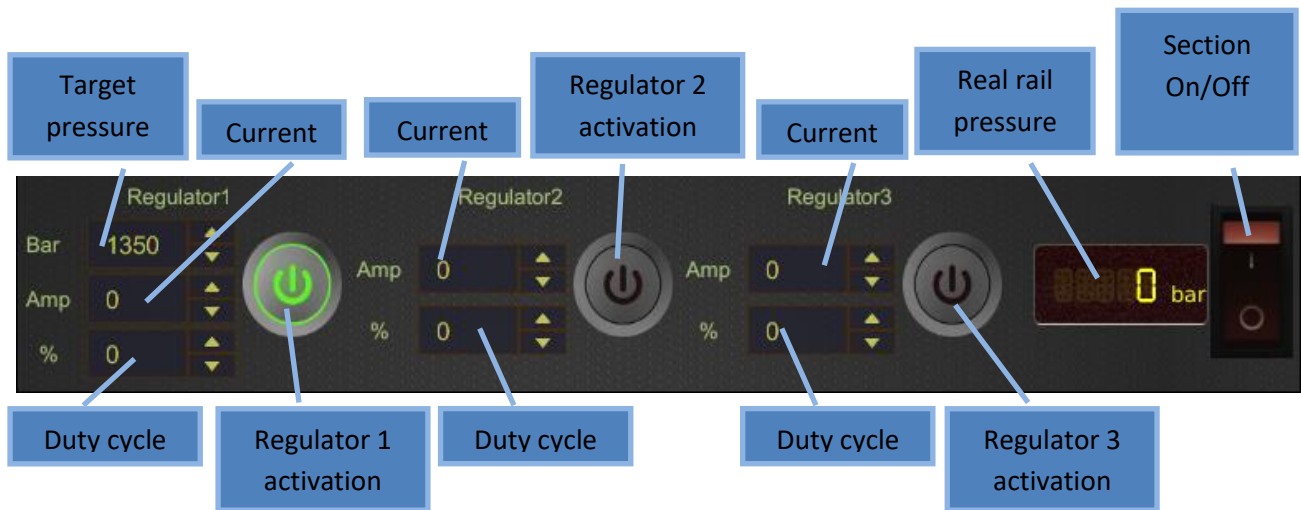 Section
On/Off
Target
pressure
Regulator 2
activation
Real rail
pressure
Current
Current
Current
Regulator1
Regulator2
Regulator3
Bar
1350
Amp
0
%
0
Amp
0
%
0
Amp
0
%
0
0 bar
Duty cycle
Regulator 1
activation
Duty cycle
Duty cycle
Regulator 3
activation